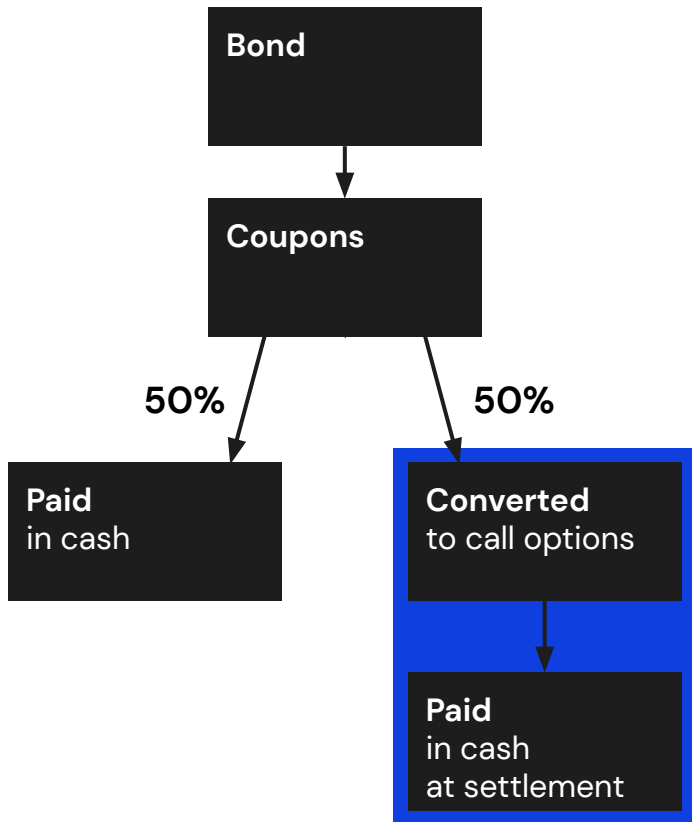 Bond
Coupons
50%
50%
Paid
in cash
Converted
to call options
Paid
in cash
at settlement